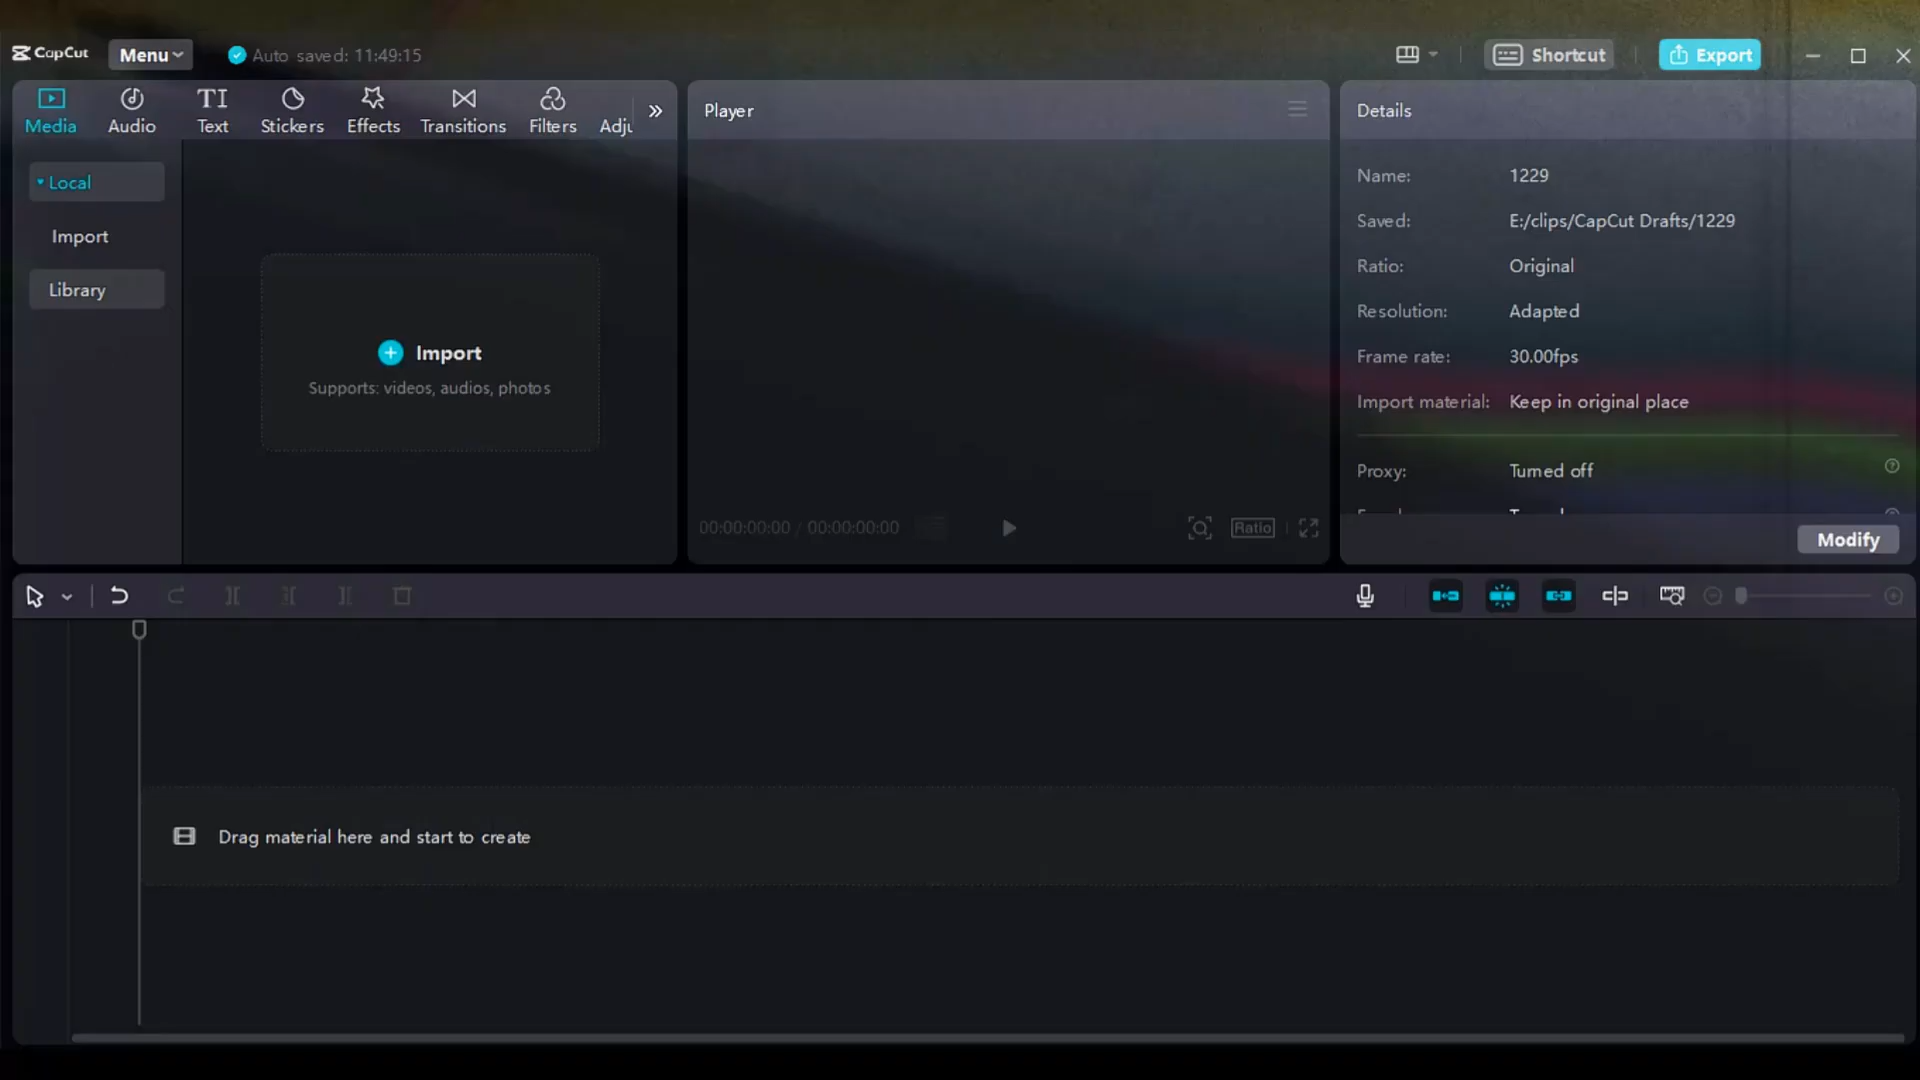 CapCut
Menu
Auto saved: 11:49:15
Shortcut
Export
Media
Audio
TI
Text
Stickers
Effects
Transitions
Filters
Adju
Player
Details
Local
Import
Library
Import
Supports: videos, audios, photos
00:00:00:00 / 00:00:00:00
Ratio
Name: 1229
Saved: E:/clips/CapCut Drafts/1229
Ratio: Original
Resolution: Adapted
Frame rate: 30.00fps
Import material: Keep in original place
Proxy: Turned off
Modify
Drag material here and start to create